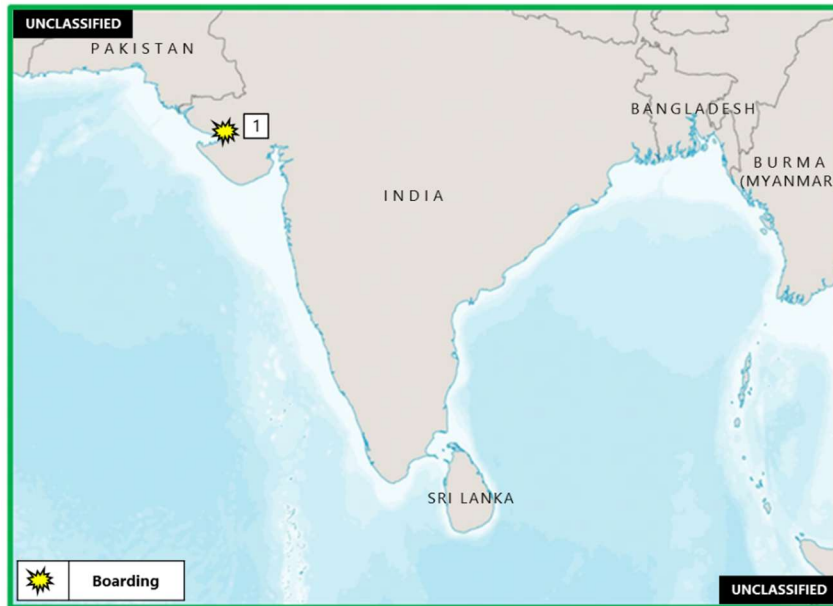 UNCLASSIFIED
PAKISTAN
1
BANGLADESH
BURMA
(MYANMAR
INDIA
SRI LANKA
Boarding
UNCLASSIFIED